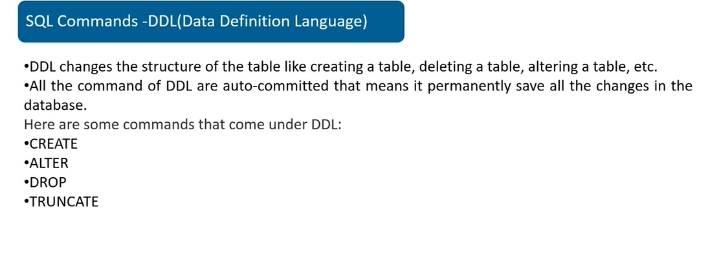 SQL Commands -DDL(Data Definition Language)
•DDL changes the structure of the table like creating a table, deleting a table, altering a table, etc.
•All the command of DDL are auto-committed that means it permanently save all the changes in the
database.
Here are some commands that come under DDL:
•CREATE
•ALTER
•DROP
•TRUNCATE